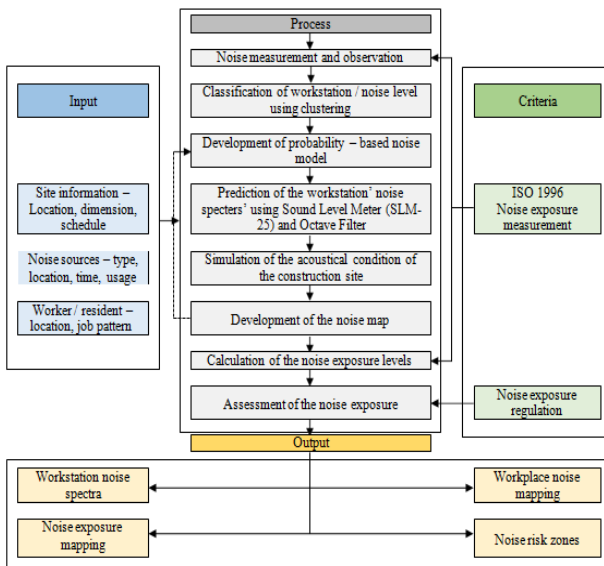 Process
Noise measurement and observation
Classification of workstation / noise level
using clustering
Development of probability – based noise
model
Prediction of the workstation' noise
specters' using Sound Level Meter (SLM-
25) and Octave Filter
Simulation of the acoustical condition of
the construction site
Development of the noise map
Calculation of the noise exposure levels
Assessment of the noise exposure
Input
Site information –
Location, dimension,
schedule
Noise sources – type,
location, time, usage
Worker / resident –
location, job pattern
Criteria
ISO 1996
Noise exposure
measurement
Noise exposure
regulation
Output
Workstation noise
spectra
Workplace noise
mapping
Noise exposure
mapping
Noise risk zones